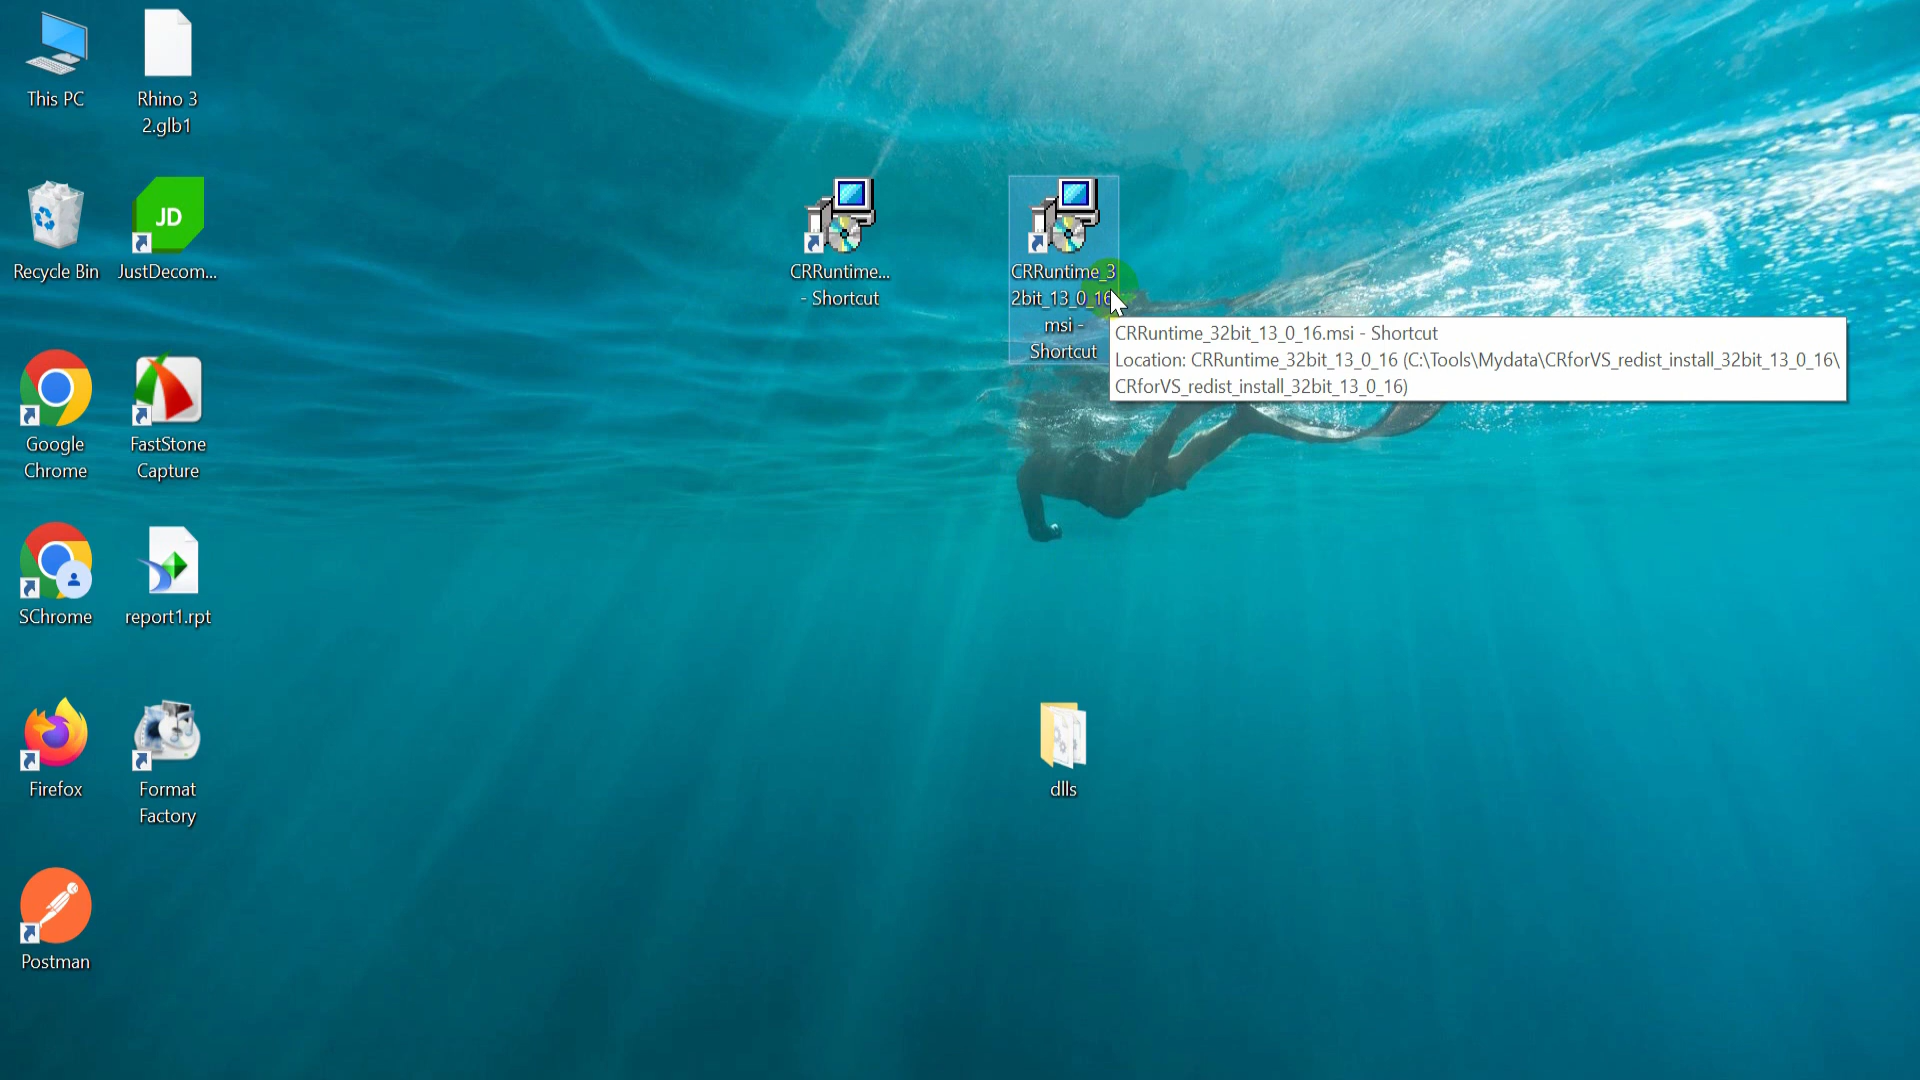 This PC
Rhino 3
2.glb1
Recycle Bin
JD
JustDecom...
CRRuntime...
- Shortcut
CRRuntime_3
2bit_13_0_16.
msi -
Shortcut
CRRuntime_32bit_13_0_16.msi - Shortcut
Location: CRRuntime_32bit_13_0_16 (C:\Tools\Mydata\CRforVS_redist_install_32bit_13_0_16\
CRforVS_redist_install_32bit_13_0_16)
Google
Chrome
FastStone
Capture
SChrome
report1.rpt
Firefox
Format
Factory
dlls
Postman